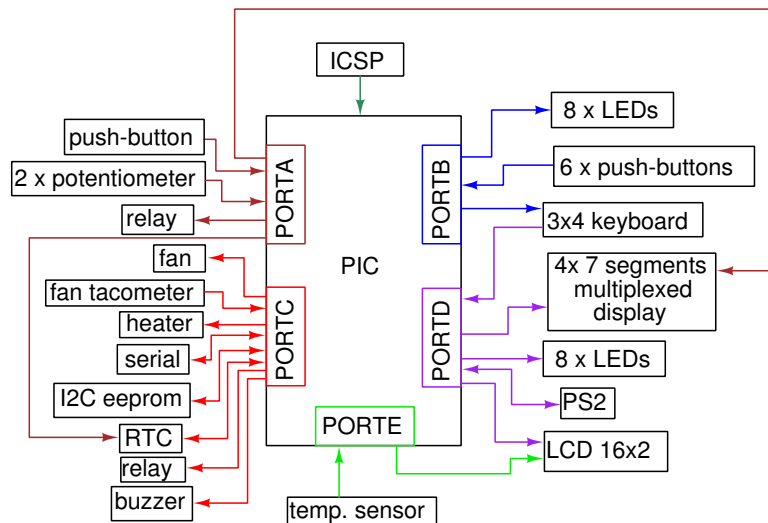 ICSP
8 x LEDs
push-button
6 x push-buttons
2 x potentiometer
PORTA
PORTB
relay
3x4 keyboard
PIC
fan
4x 7 segments
multiplexed
display
fan tacometer
heater
PORTC
PORTD
serial
8 x LEDs
I2C eeprom
PS2
PORTE
RTC
LCD 16x2
relay
buzzer
temp. sensor